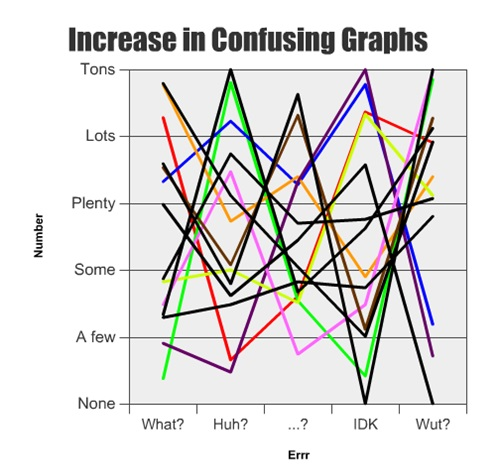 Increase in Confusing Graphs
Tons
Lots
Plenty
Some
A few
None
Number
What?
Huh?
...?
IDK
Wut?
Errr